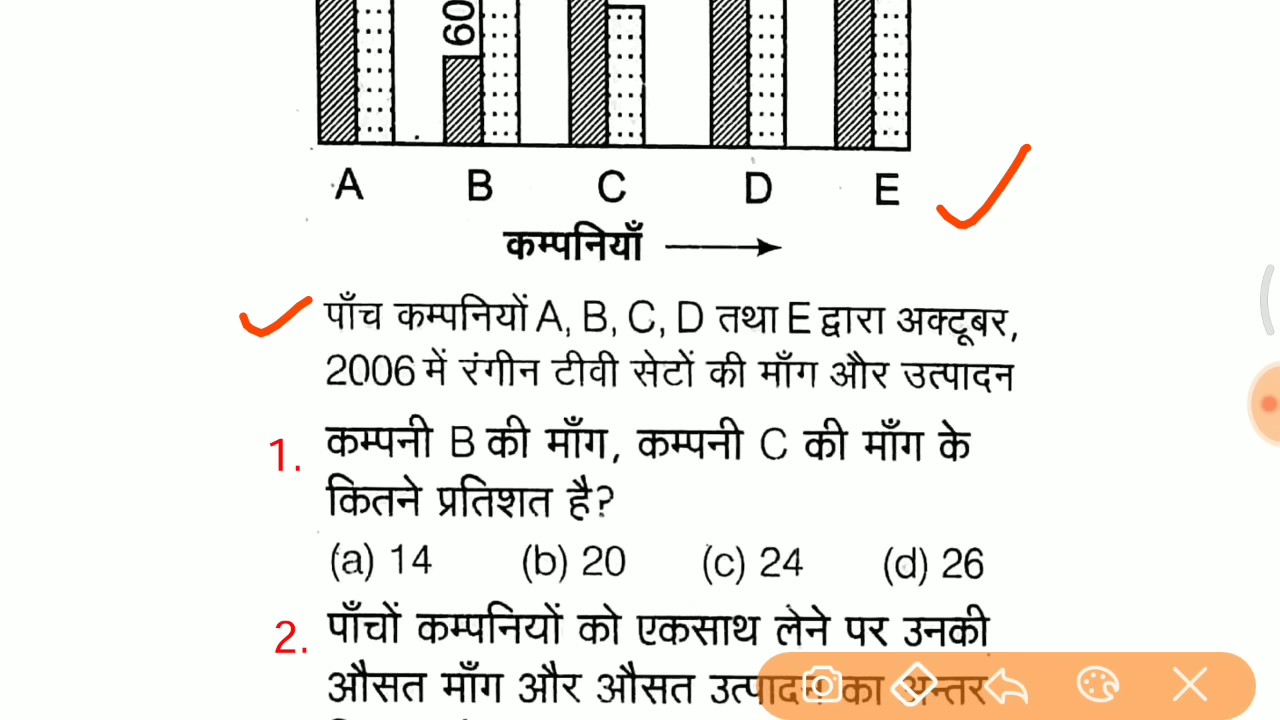 60
A B C D E
कम्पनियाँ
पाँच कम्पनियों A, B, C, D तथा E द्वारा अक्टूबर,
2006 में रंगीन टीवी सेटों की माँग और उत्पादन
1. कम्पनी B की माँग, कम्पनी C की माँग के
कितने प्रतिशत है?
(a) 14 (b) 20 (c) 24 (d) 26
2. पाँचों कम्पनियों को एकसाथ लेने पर उनकी
औसत माँग और औसत उत्पादन का अन्तर